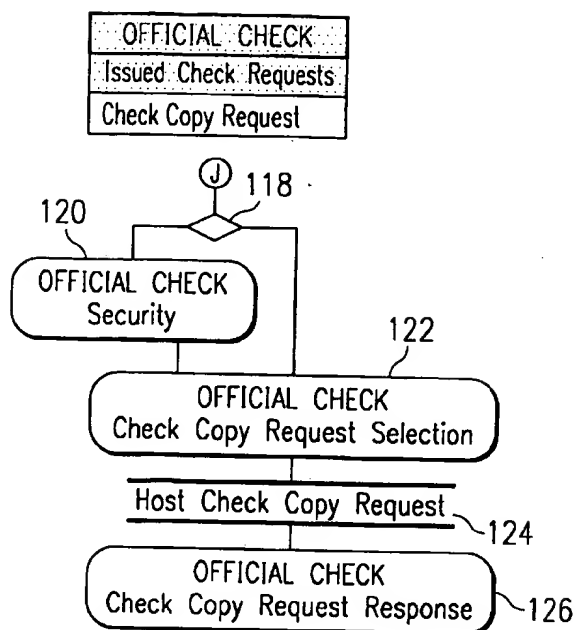 OFFICIAL CHECK
Issued Check Requests
Check Copy Request
J
118
120
OFFICIAL CHECK
Security
122
OFFICIAL CHECK
Check Copy Request Selection
Host Check Copy Request
124
OFFICIAL CHECK
Check Copy Request Response
126